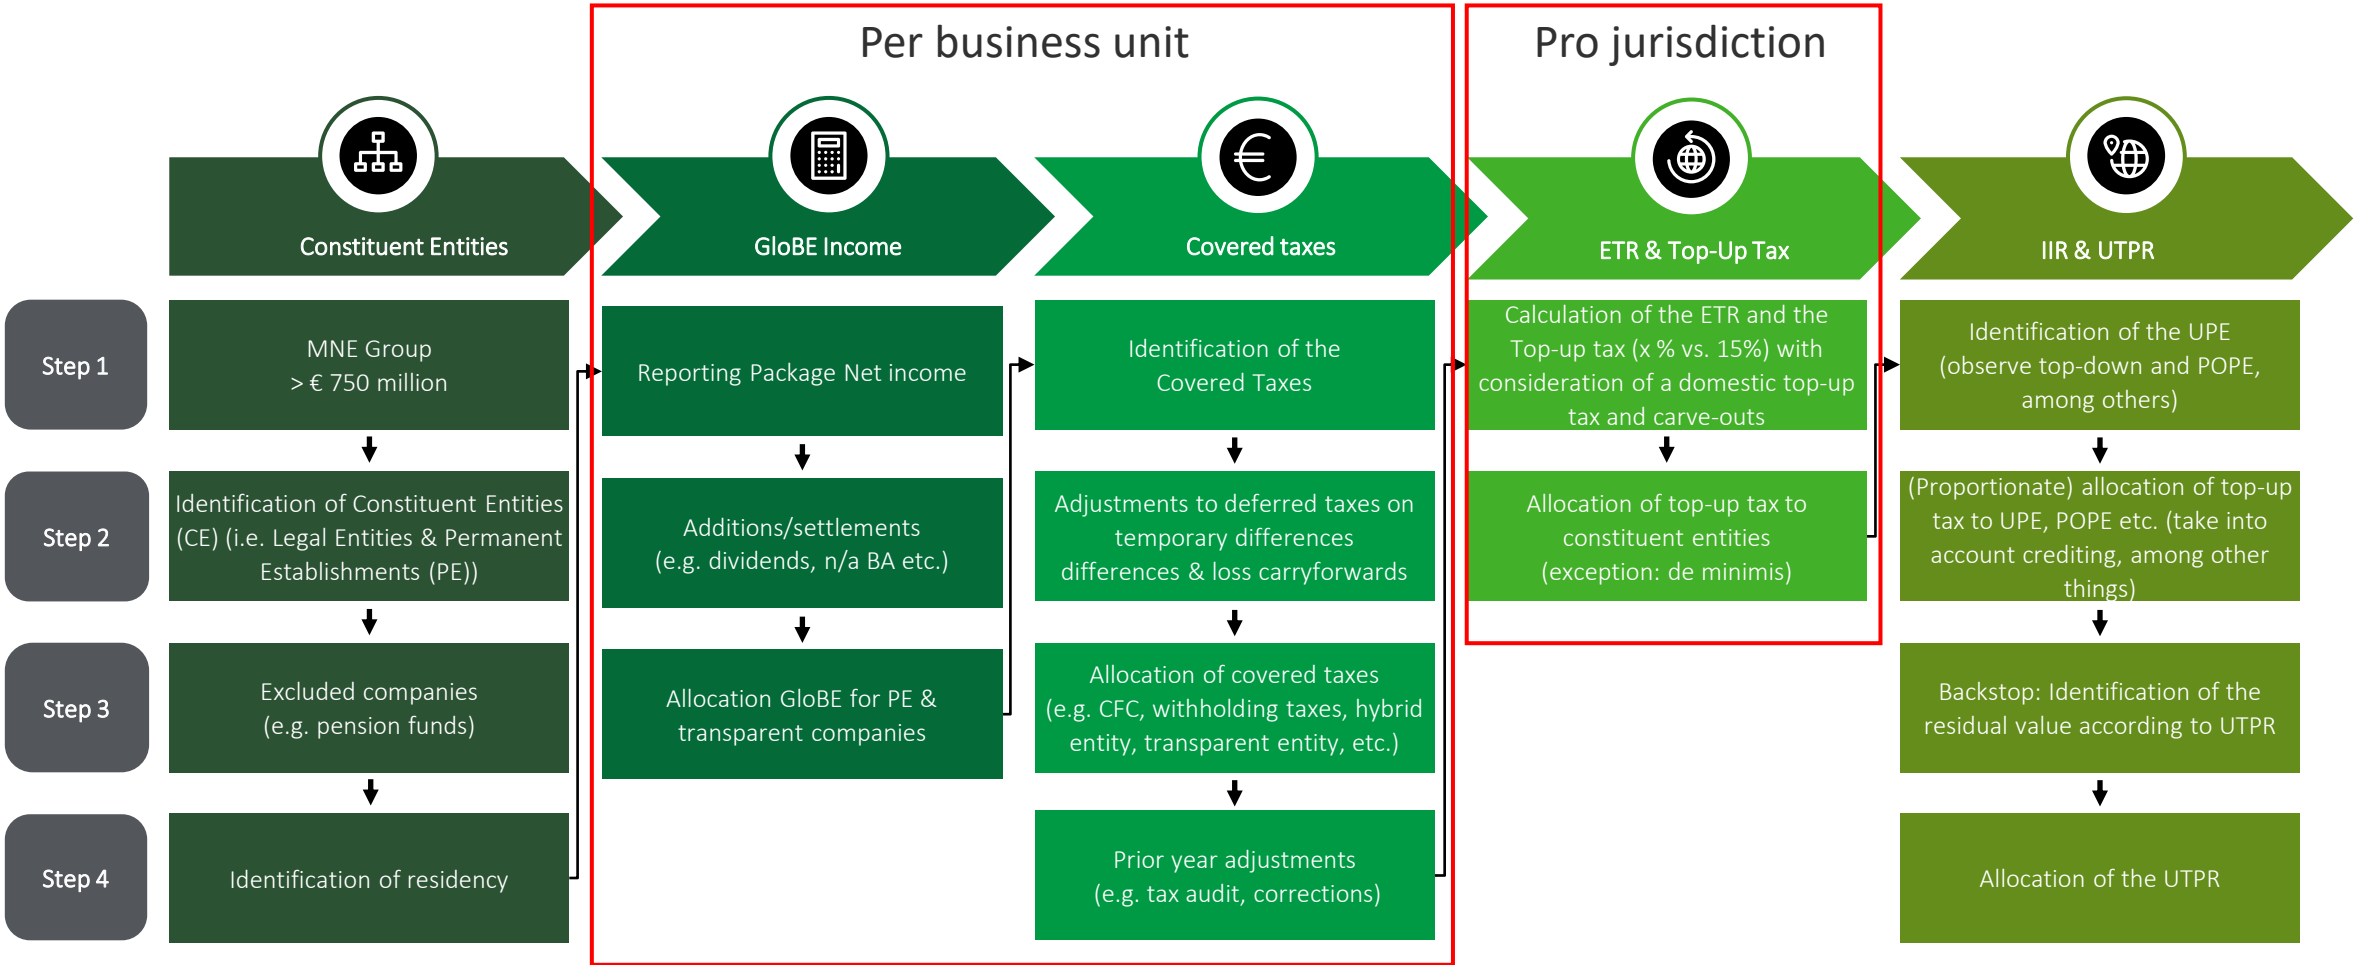 Per business unit
Pro jurisdiction
Constituent Entities
GloBE Income
Covered taxes
ETR & Top-Up Tax
IIR & UTPR
Step 1
MNE Group
> € 750 million
Reporting Package Net income
Identification of the
Covered Taxes
Calculation of the ETR and the
Top-up tax (x % vs. 15%) with
consideration of a domestic top-up
tax and carve-outs
Identification of the UPE
(observe top-down and POPE,
among others)
Step 2
Identification of Constituent Entities
(CE) (i.e. Legal Entities & Permanent
Establishments (PE))
Additions/settlements
(e.g. dividends, n/a BA etc.)
Adjustments to deferred taxes on
temporary differences
differences & loss carryforwards
Allocation of top-up tax to
constituent entities
(exception: de minimis)
(Proportionate) allocation of top-up
tax to UPE, POPE etc. (take into
account crediting, among other
things)
Step 3
Excluded companies
(e.g. pension funds)
Allocation GloBE for PE &
transparent companies
Allocation of covered taxes
(e.g. CFC, withholding taxes, hybrid
entity, transparent entity, etc.)
Backstop: Identification of the
residual value according to UTPR
Step 4
Identification of residency
Prior year adjustments
(e.g. tax audit, corrections)
Allocation of the UTPR